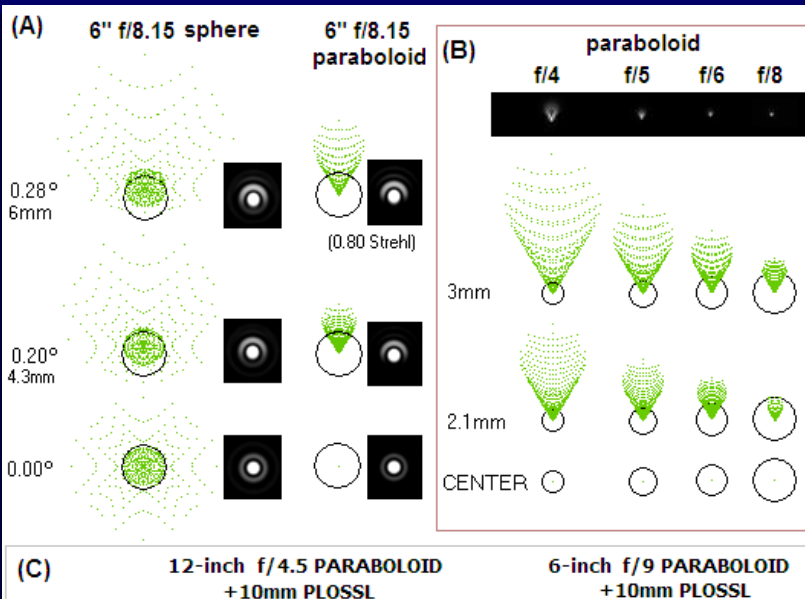 (A)
6" f/8.15 sphere
6" f/8.15
paraboloid
0.28°
6mm
(0.80 Strehl)
0.20°
4.3mm
0.00°
(B)
paraboloid
f/4 f/5 f/6 f/8
3mm
2.1mm
CENTER
(C)
12-inch f/4.5 PARABOLOID
+10mm PLOSSL
6-inch f/9 PARABOLOID
+10mm PLOSSL